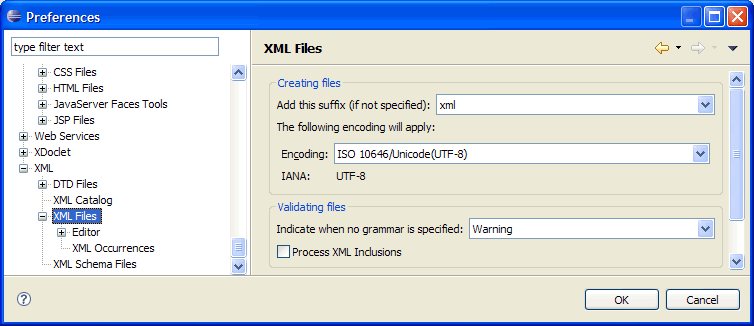 Preferences
type filter text
CSS Files
HTML Files
JavaServer Faces Tools
JSP Files
Web Services
XDoclet
XML
DTD Files
XML Catalog
XML Files
Editor
XML Occurrences
XML Schema Files
XML Files
Creating files
Add this suffix (if not specified): xml
The following encoding will apply:
Encoding: ISO 10646/Unicode(UTF-8)
IANA: UTF-8
Validating files
Indicate when no grammar is specified: Warning
Process XML Inclusions
? OK Cancel